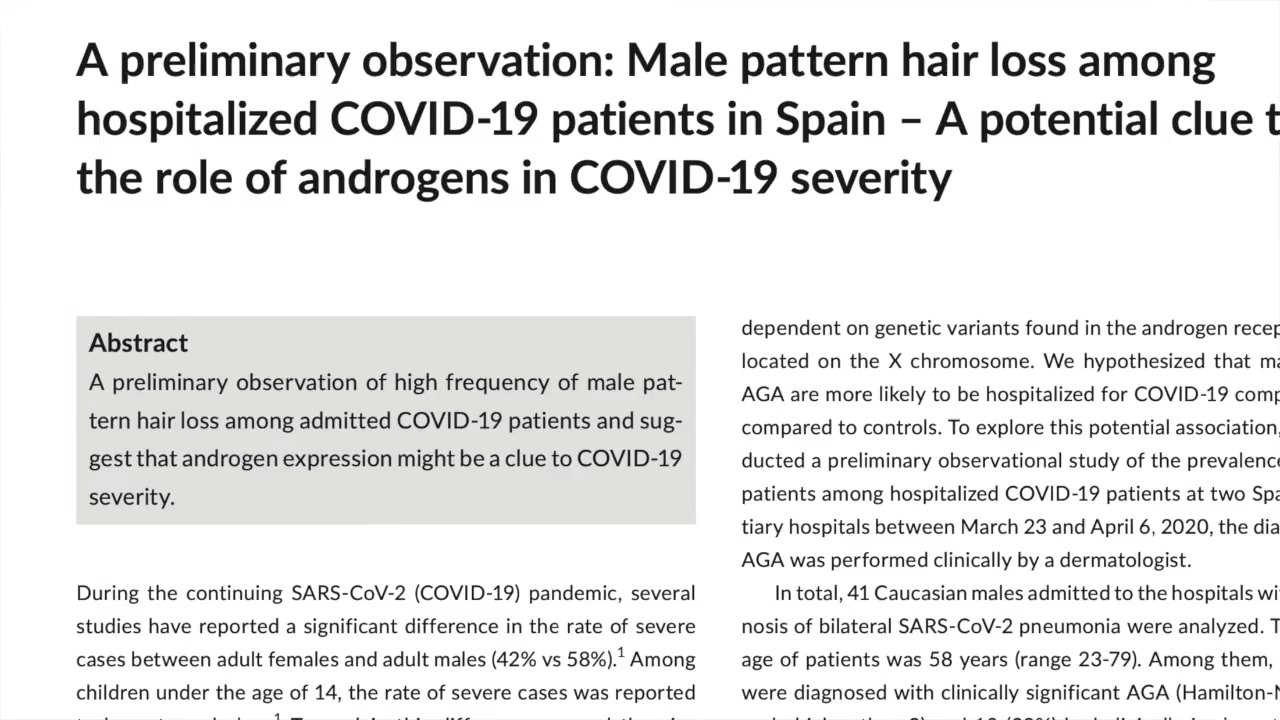 A preliminary observation: Male pattern hair loss among
hospitalized COVID-19 patients in Spain – A potential clue
the role of androgens in COVID-19 severity
Abstract
A preliminary observation of high frequency of male pat-
tern hair loss among admitted COVID-19 patients and sug-
gest that androgen expression might be a clue to COVID-19
severity.
During the continuing SARS-CoV-2 (COVID-19) pandemic, several
studies have reported a significant difference in the rate of severe
cases between adult females and adult males (42% vs 58%).1 Among
children under the age of 14, the rate of severe cases was reported
dependent on genetic variants found in the androgen recep
located on the X chromosome. We hypothesized that ma
AGA are more likely to be hospitalized for COVID-19 comp
compared to controls. To explore this potential association,
ducted a preliminary observational study of the prevalence
patients among hospitalized COVID-19 patients at two Spa
tiary hospitals between March 23 and April 6, 2020, the dia
AGA was performed clinically by a dermatologist.
In total, 41 Caucasian males admitted to the hospitals wi
nosis of bilateral SARS-CoV-2 pneumonia were analyzed. T
age of patients was 58 years (range 23-79). Among them,
were diagnosed with clinically significant AGA (Hamilton-N